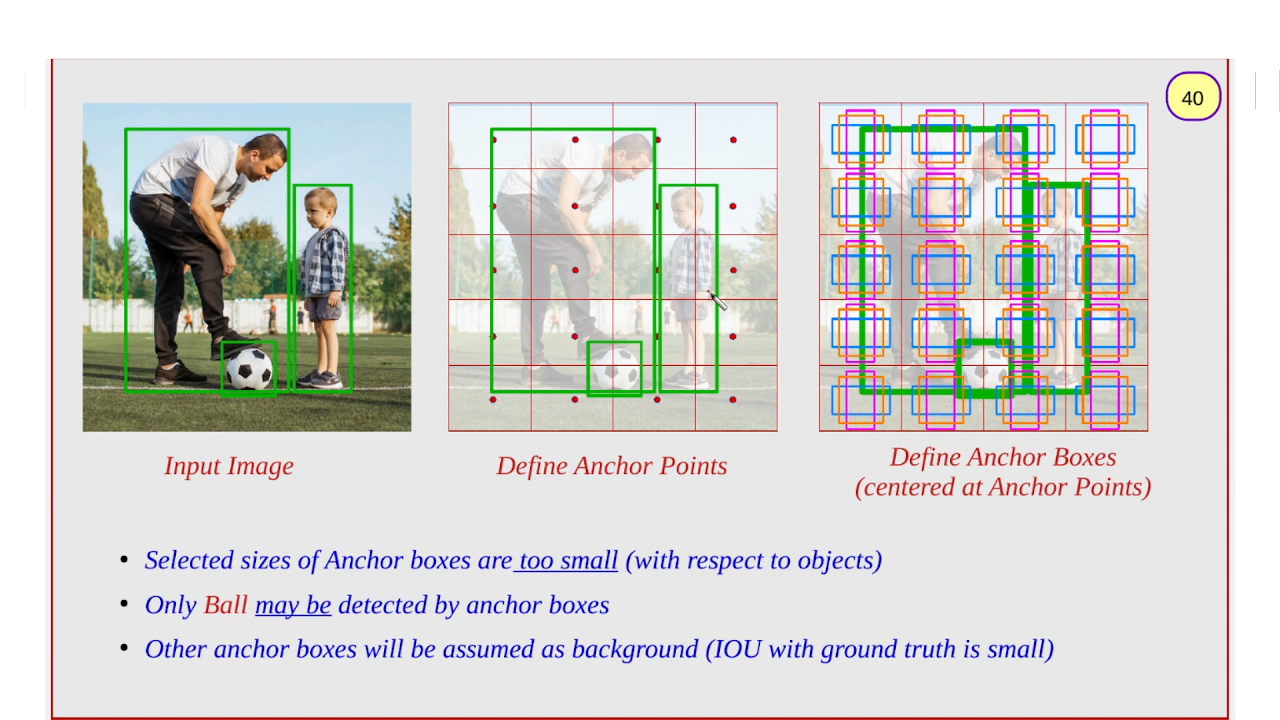 40
Input Image
Define Anchor Points
Define Anchor Boxes
(centered at Anchor Points)
• Selected sizes of Anchor boxes are too small (with respect to objects)
• Only Ball may be detected by anchor boxes
• Other anchor boxes will be assumed as background (IOU with ground truth is small)